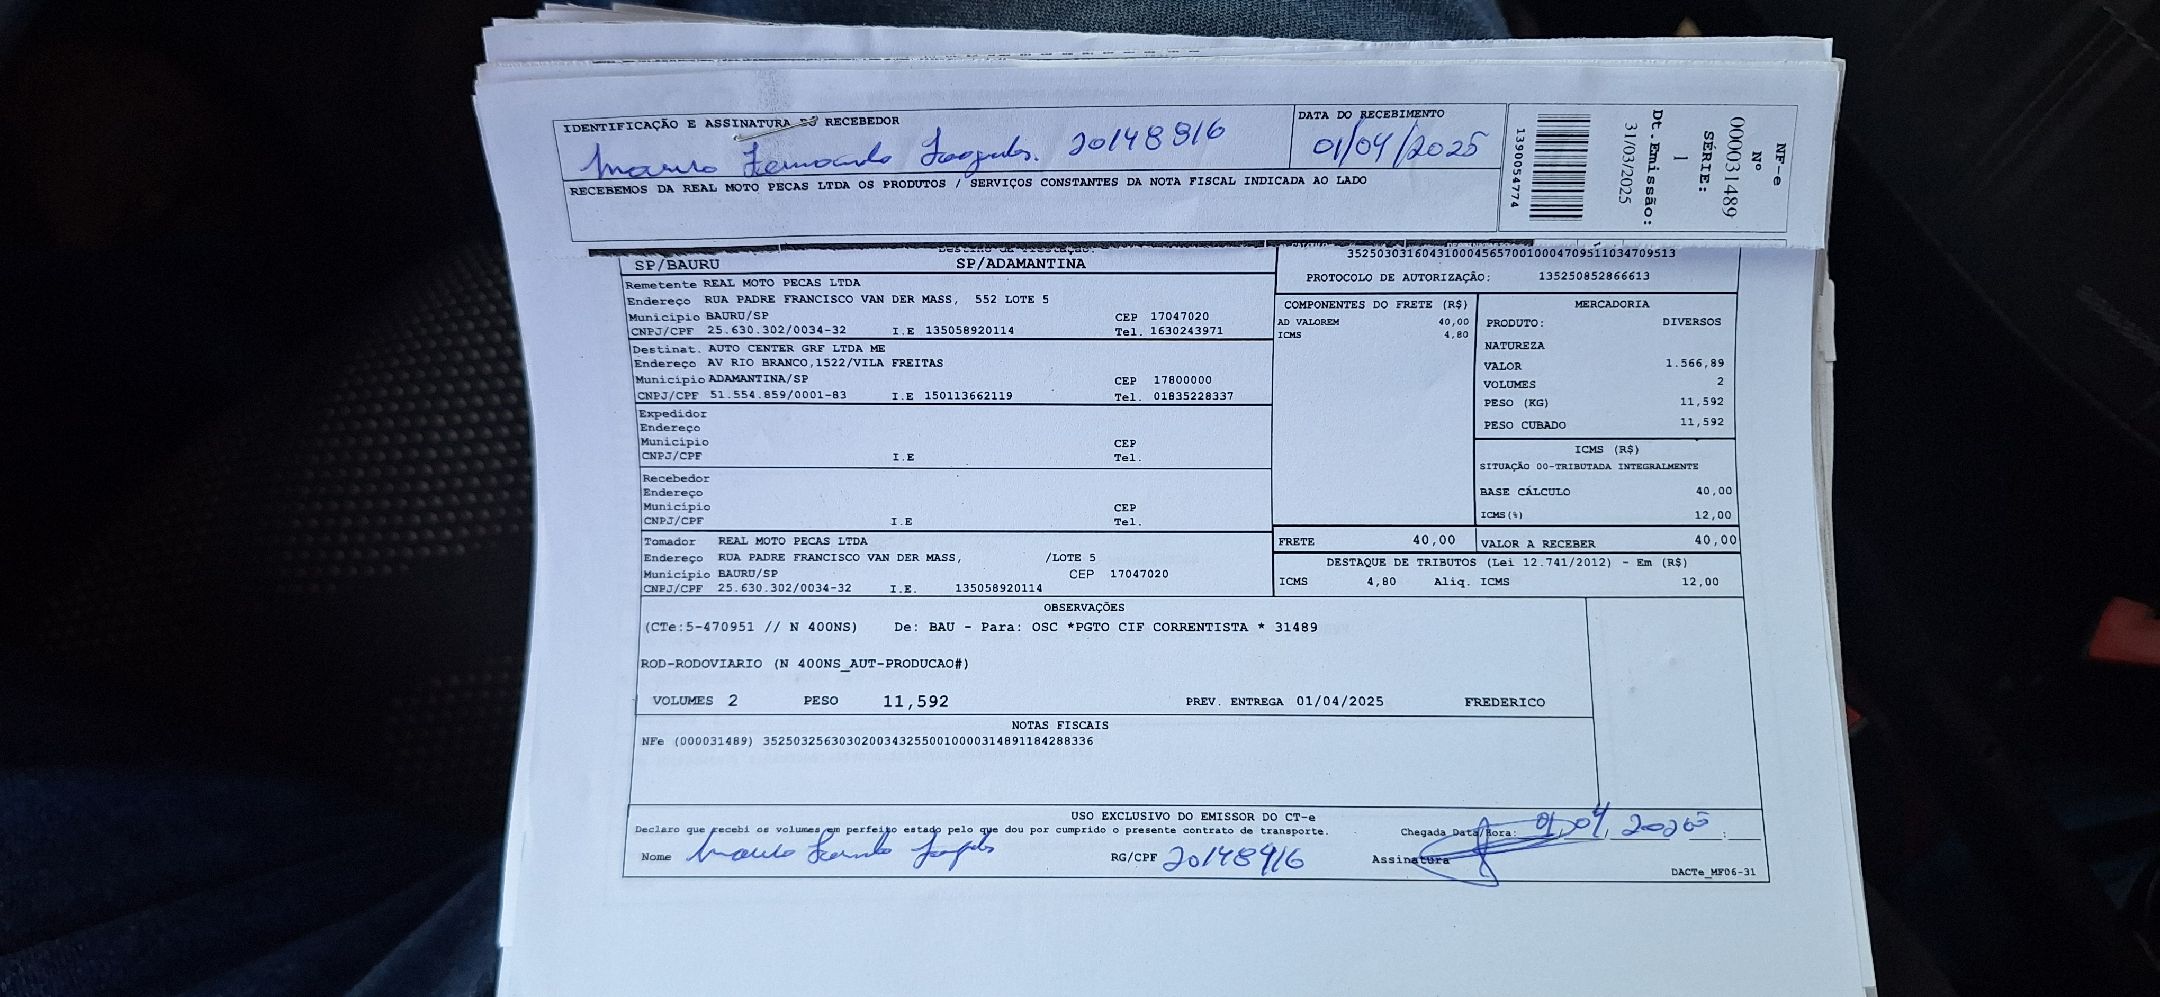 IDENTIFICAÇÃO E ASSINATURA DO RECEBEDOR
Fernando 20148816
DATA DO RECEBIMENTO
01/04/2025
RECEBEMOS DA REAL MOTO PECAS LTDA OS PRODUTOS / SERVIÇOS CONSTANTES DA NOTA FISCAL INDICADA AO LADO
NF-e
Nº
000031489
SÉRIE:
1
Dt.Emissão:
31/03/2025
1390054774
SP/BAURU SP/ADAMANTINA
35250303160431000456570010004709511034709513
PROTOCOLO DE AUTORIZAÇÃO: 135250852866613
Remetente REAL MOTO PECAS LTDA
Endereço RUA PADRE FRANCISCO VAN DER MASS, 552 LOTE 5
Município BAURU/SP CEP 17047020
CNPJ/CPF 25.630.302/0034-32 I.E 135058920114 Tel. 1630243971
Destinat. AUTO CENTER GRF LTDA ME
Endereço AV RIO BRANCO,1522/VILA FREITAS
Município ADAMANTINA/SP CEP 17800000
CNPJ/CPF 51.554.859/0001-83 I.E 150113662119 Tel. 01835228337
Expedidor
Endereço
Município CEP
CNPJ/CPF I.E Tel.
Recebedor
Endereço
Município CEP
CNPJ/CPF I.E Tel.
Tomador REAL MOTO PECAS LTDA
Endereço RUA PADRE FRANCISCO VAN DER MASS, /LOTE 5
Município BAURU/SP CEP 17047020
CNPJ/CPF 25.630.302/0034-32 I.E. 135058920114
COMPONENTES DO FRETE (R$)
AD VALOREM 40,00
ICMS 4,80
MERCADORIA
PRODUTO: DIVERSOS
NATUREZA
VALOR 1.566,89
VOLUMES 2
PESO (KG) 11,592
PESO CUBADO 11,592
ICMS (R$)
SITUAÇÃO 00-TRIBUTADA INTEGRALMENTE
BASE CÁLCULO 40,00
ICMS(%) 12,00
FRETE 40,00 VALOR A RECEBER 40,00
DESTAQUE DE TRIBUTOS (Lei 12.741/2012) - Em (R$)
ICMS 4,80 Aliq. ICMS 12,00
OBSERVAÇÕES
(CTe:5-470951 // N 400NS) De: BAU - Para: OSC *PGTO CIF CORRENTISTA * 31489
ROD-RODOVIARIO (N 400NS_AUT-PRODUCAO#)
VOLUMES 2 PESO 11,592 PREV. ENTREGA 01/04/2025 FREDERICO
NOTAS FISCAIS
NFe (000031489) 35250325630302003432550010000314891184288336
USO EXCLUSIVO DO EMISSOR DO CT-e
Declaro que recebi os volumes em perfeito estado pelo que dou por cumprido o presente contrato de transporte.
Chegada Data/Hora: 01,04,2025 :
Nome RG/CPF 20148916 Assinatura
DACTe_MF06-31